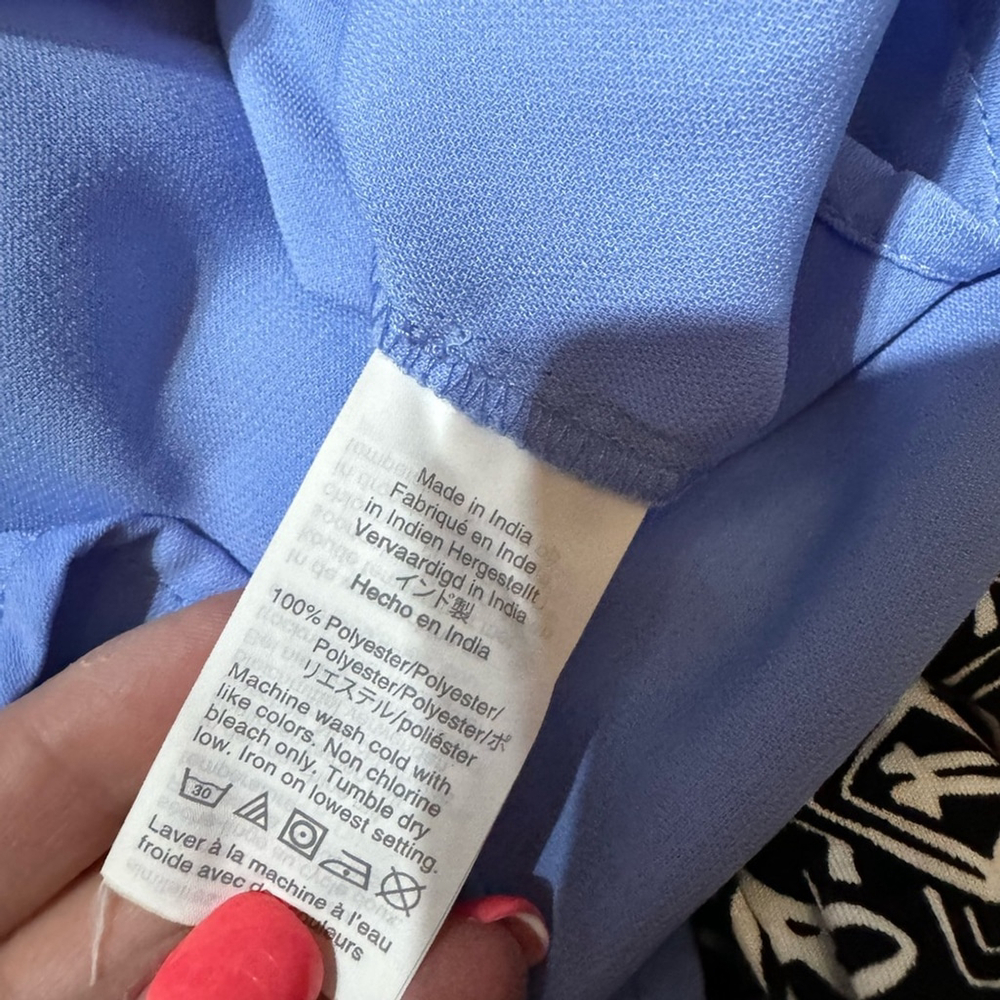 Made in India
Fabriqué en Inde
in Indien Hergestellt
Vervaardigd in India
インド製
Hecho en India
100% Polyester/Polyester/
Polyester/Polyester/ポ
リエステル/poliéster
Machine wash cold with
like colors. Non chlorine
bleach only. Tumble dry
low. Iron on lowest setting.
30
Laver à la machine à l'eau
froide avec